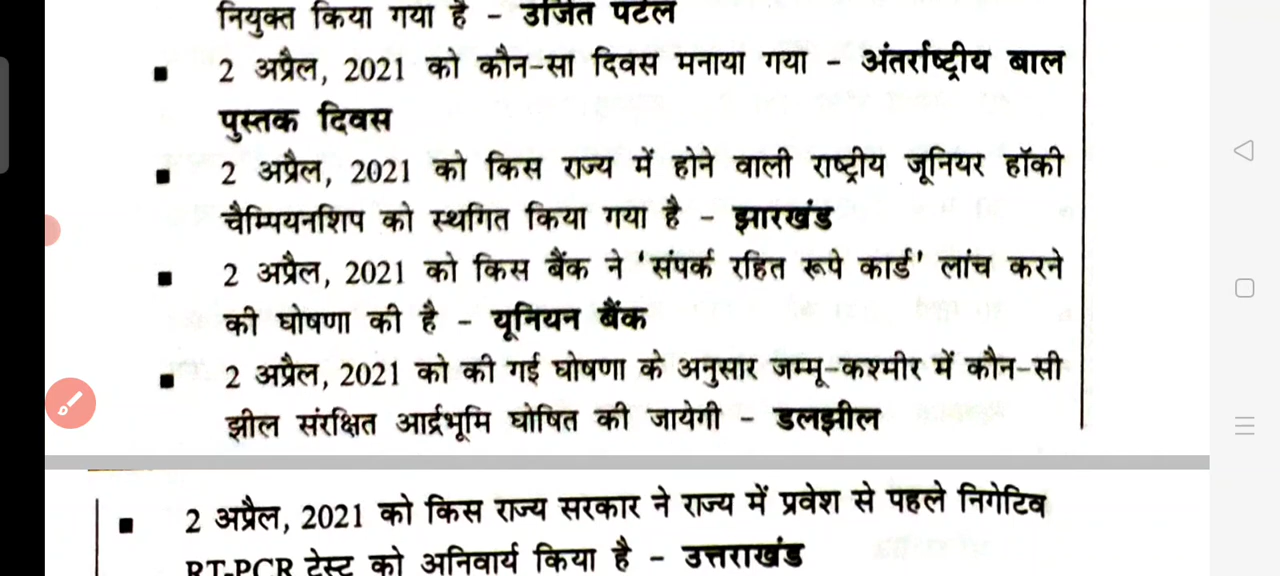 नियुक्त किया गया है - उर्जित पटेल
▪ 2 अप्रैल, 2021 को कौन-सा दिवस मनाया गया - अंतर्राष्ट्रीय बाल
पुस्तक दिवस
▪ 2 अप्रैल, 2021 को किस राज्य में होने वाली राष्ट्रीय जूनियर हॉकी
चैम्पियनशिप को स्थगित किया गया है - झारखंड
▪ 2 अप्रैल, 2021 को किस बैंक ने 'संपर्क रहित रूपे कार्ड' लांच करने
की घोषणा की है - यूनियन बैंक
▪ 2 अप्रैल, 2021 को की गई घोषणा के अनुसार जम्मू-कश्मीर में कौन-सी
झील संरक्षित आर्द्रभूमि घोषित की जायेगी - डलझील
▪ 2 अप्रैल, 2021 को किस राज्य सरकार ने राज्य में प्रवेश से पहले निगेटिव
RT-PCR टेस्ट को अनिवार्य किया है - उत्तराखंड